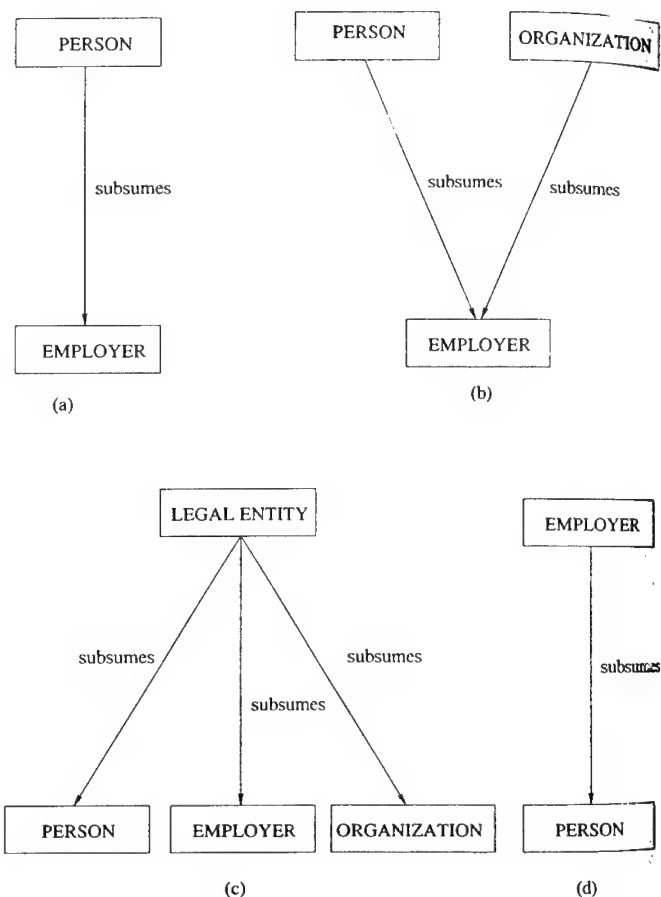 PERSON
subsumes
EMPLOYER
(a)
PERSON ORGANIZATION
subsumes subsumes
EMPLOYER
(b)
LEGAL ENTITY
subsumes subsumes subsumes
PERSON EMPLOYER ORGANIZATION
(c)
EMPLOYER
subsumes
PERSON
(d)